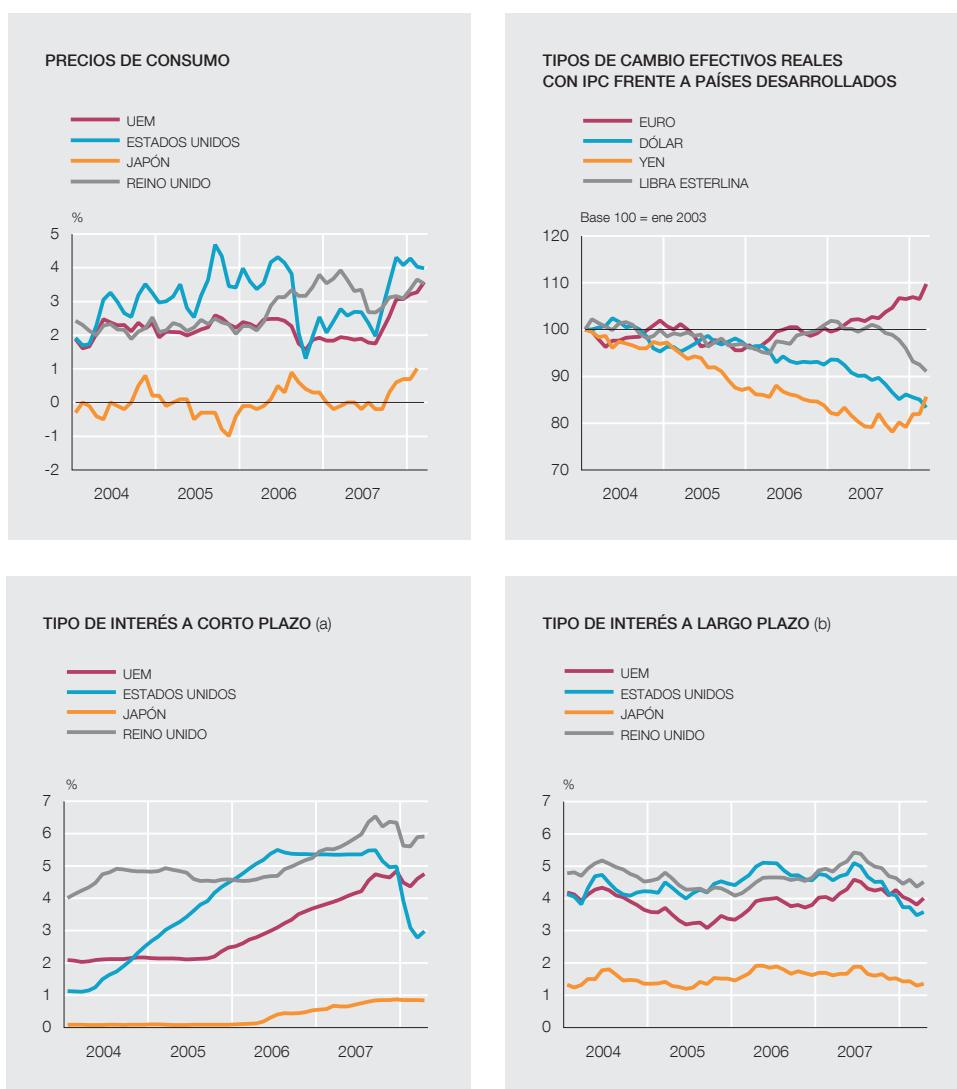 PRECIOS DE CONSUMO
UEM
ESTADOS UNIDOS
JAPÓN
REINO UNIDO
%
5
4
3
2
1
0
-1
-2
2004 2005 2006 2007
TIPOS DE CAMBIO EFECTIVOS REALES
CON IPC FRENTE A PAÍSES DESARROLLADOS
EURO
DÓLAR
YEN
LIBRA ESTERLINA
Base 100 = ene 2003
120
110
100
90
80
70
2004 2005 2006 2007
TIPO DE INTERÉS A CORTO PLAZO (a)
UEM
ESTADOS UNIDOS
JAPÓN
REINO UNIDO
%
7
6
5
4
3
2
1
0
2004 2005 2006 2007
TIPO DE INTERÉS A LARGO PLAZO (b)
UEM
ESTADOS UNIDOS
JAPÓN
REINO UNIDO
%
7
6
5
4
3
2
1
0
2004 2005 2006 2007